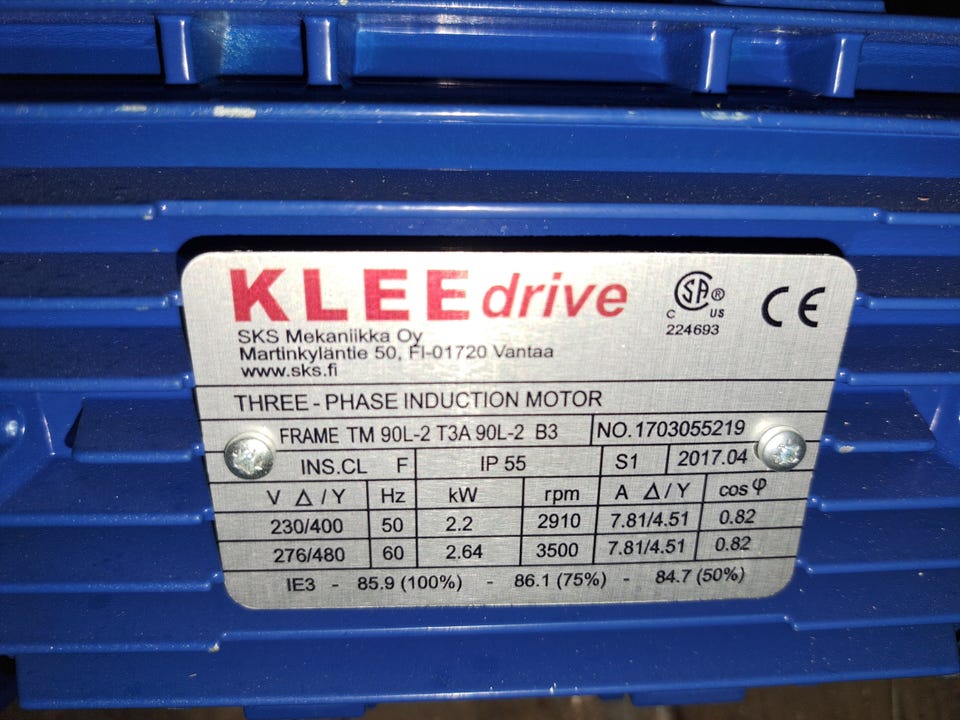 KLEEdrive
SKS Mekaniikka Oy
Martinkyläntie 50, FI-01720 Vantaa
www.sks.fi
SA ®
C US
224693
CE
THREE - PHASE INDUCTION MOTOR
FRAME TM 90L-2 T3A 90L-2 B3 NO.1703055219
INS.CL F IP 55 S1 2017.04
V Δ / Y Hz kW rpm A Δ / Y cos φ
230/400 50 2.2 2910 7.81/4.51 0.82
276/480 60 2.64 3500 7.81/4.51 0.82
IE3 - 85.9 (100%) - 86.1 (75%) - 84.7 (50%)